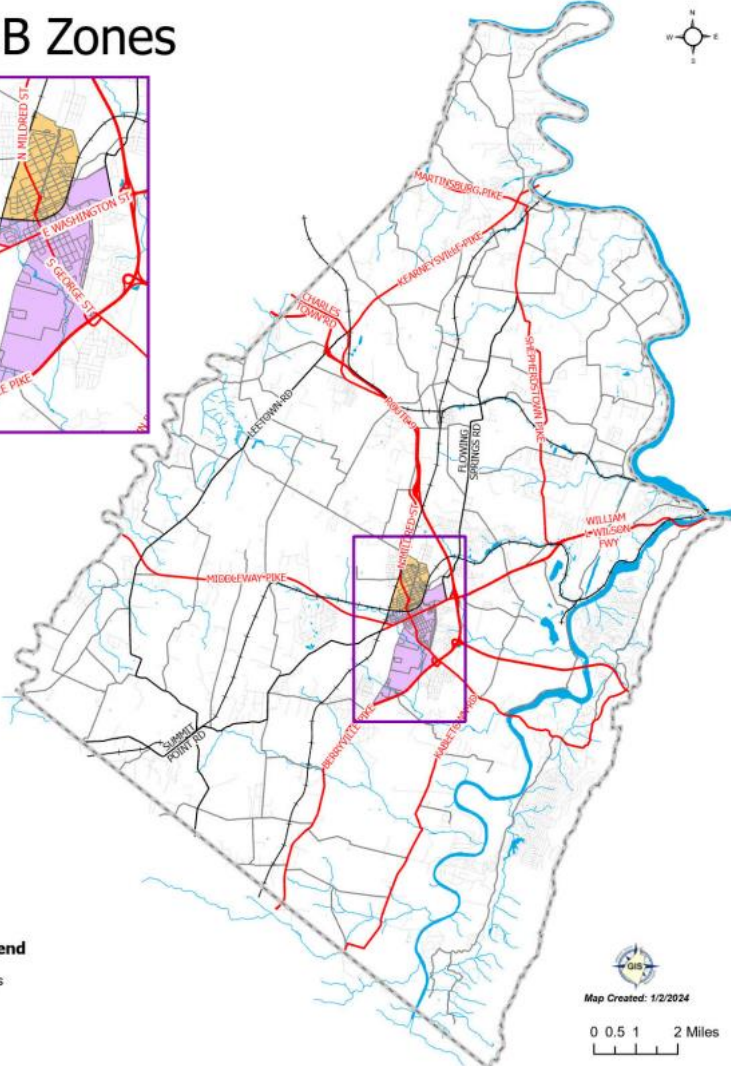 B Zones
N
W
E
S
N MILDRED ST
E WASHINGTON ST
S GEORGE ST
E PIKE
MARTINSBURG PIKE
KEARNEYSVILLE PIKE
CHARLES
TOWN RD
SHEPHERDSTOWN PIKE
LEETOWN RD
ROUTE 9
FLOWING
SPRINGS RD
N MILDRED ST
WILLIAM
L WILSON
FWY
MIDDLEWAY PIKE
SUMMIT
POINT RD
BERRYVILLE PIKE
KABLETOWN RD
end
s
GIS
Map Created: 1/2/2024
0 0.5 1 2 Miles